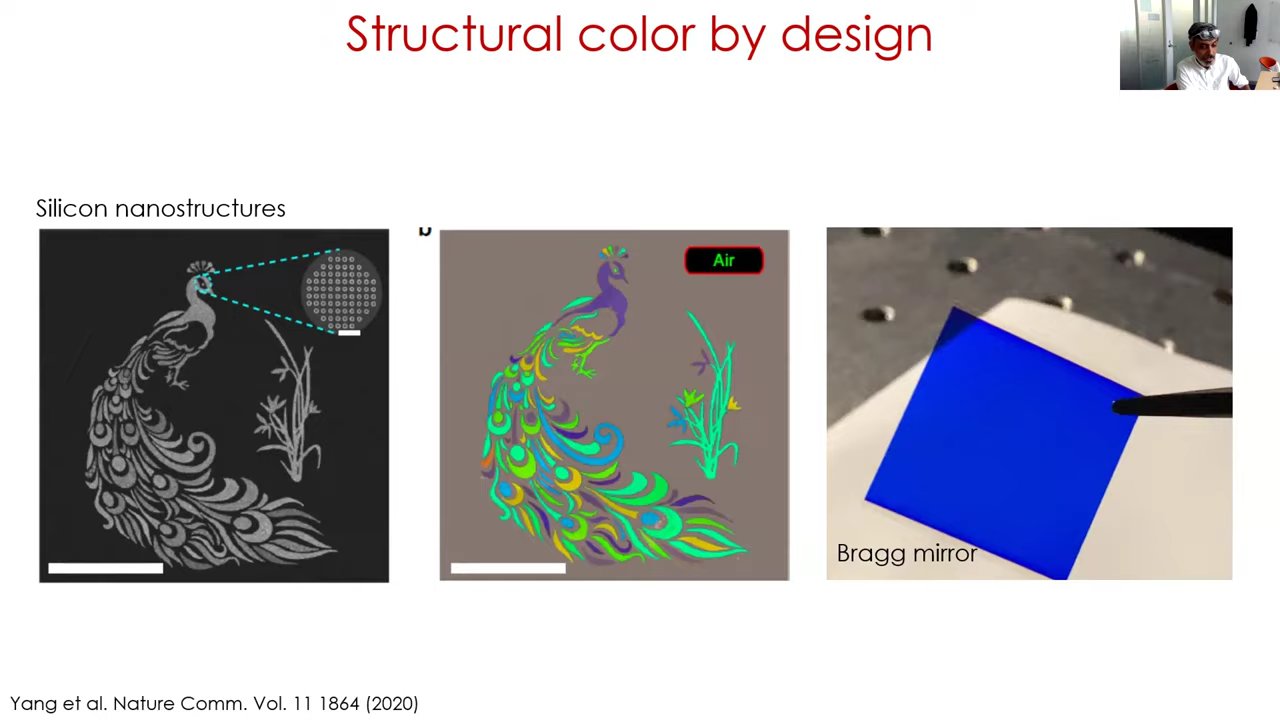 Structural color by design
Silicon nanostructures
b
Air
Bragg mirror
Yang et al. Nature Comm. Vol. 11 1864 (2020)